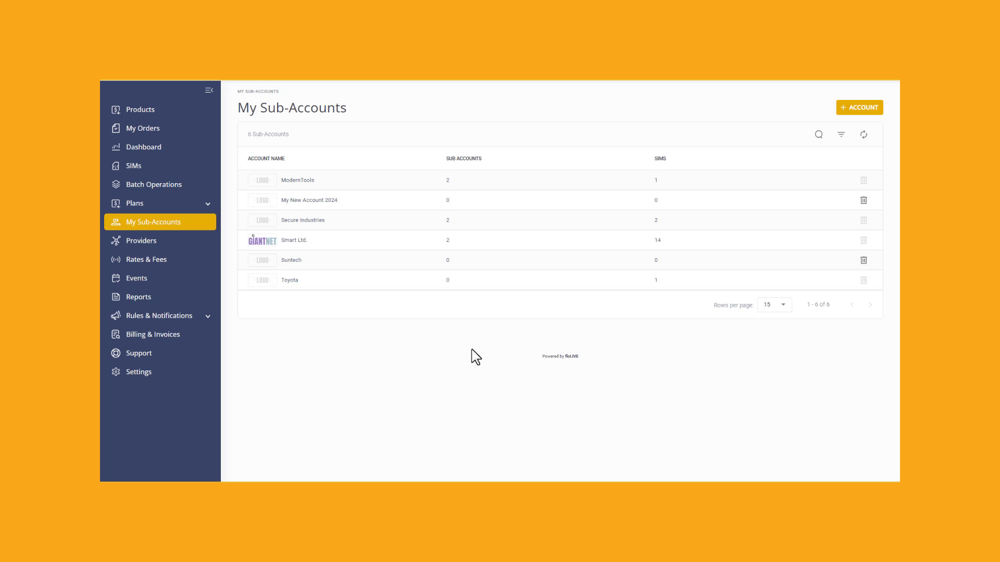 Products
My Orders
Dashboard
SIMs
Batch Operations
Plans
My Sub-Accounts
Providers
Rates & Fees
Events
Reports
Rules & Notifications
Billing & Invoices
Support
Settings
MY SUB-ACCOUNTS
My Sub-Accounts
+ ACCOUNT
6 Sub-Accounts
ACCOUNT NAME SUB ACCOUNTS SIMS
LOGO ModernTools 2 1
LOGO My New Account 2024 0 0
LOGO Secure Industries 2 2
GIANTNET Smart Ltd. 2 14
LOGO Suntech 0 0
LOGO Toyota 0 1
Rows per page: 15 1 - 6 of 6
Powered by floLIVE